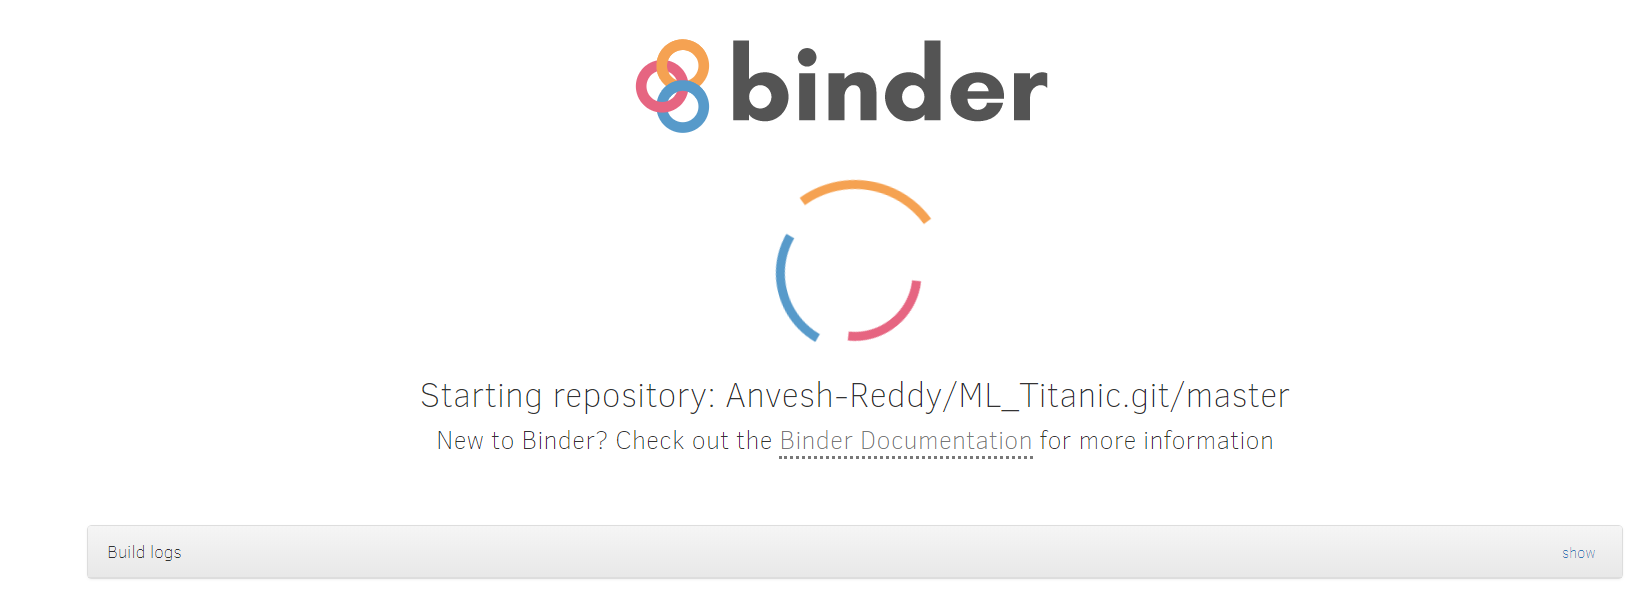 binder
Starting repository: Anvesh-Reddy/ML_Titanic.git/master
New to Binder? Check out the Binder Documentation for more information
Build logs
show